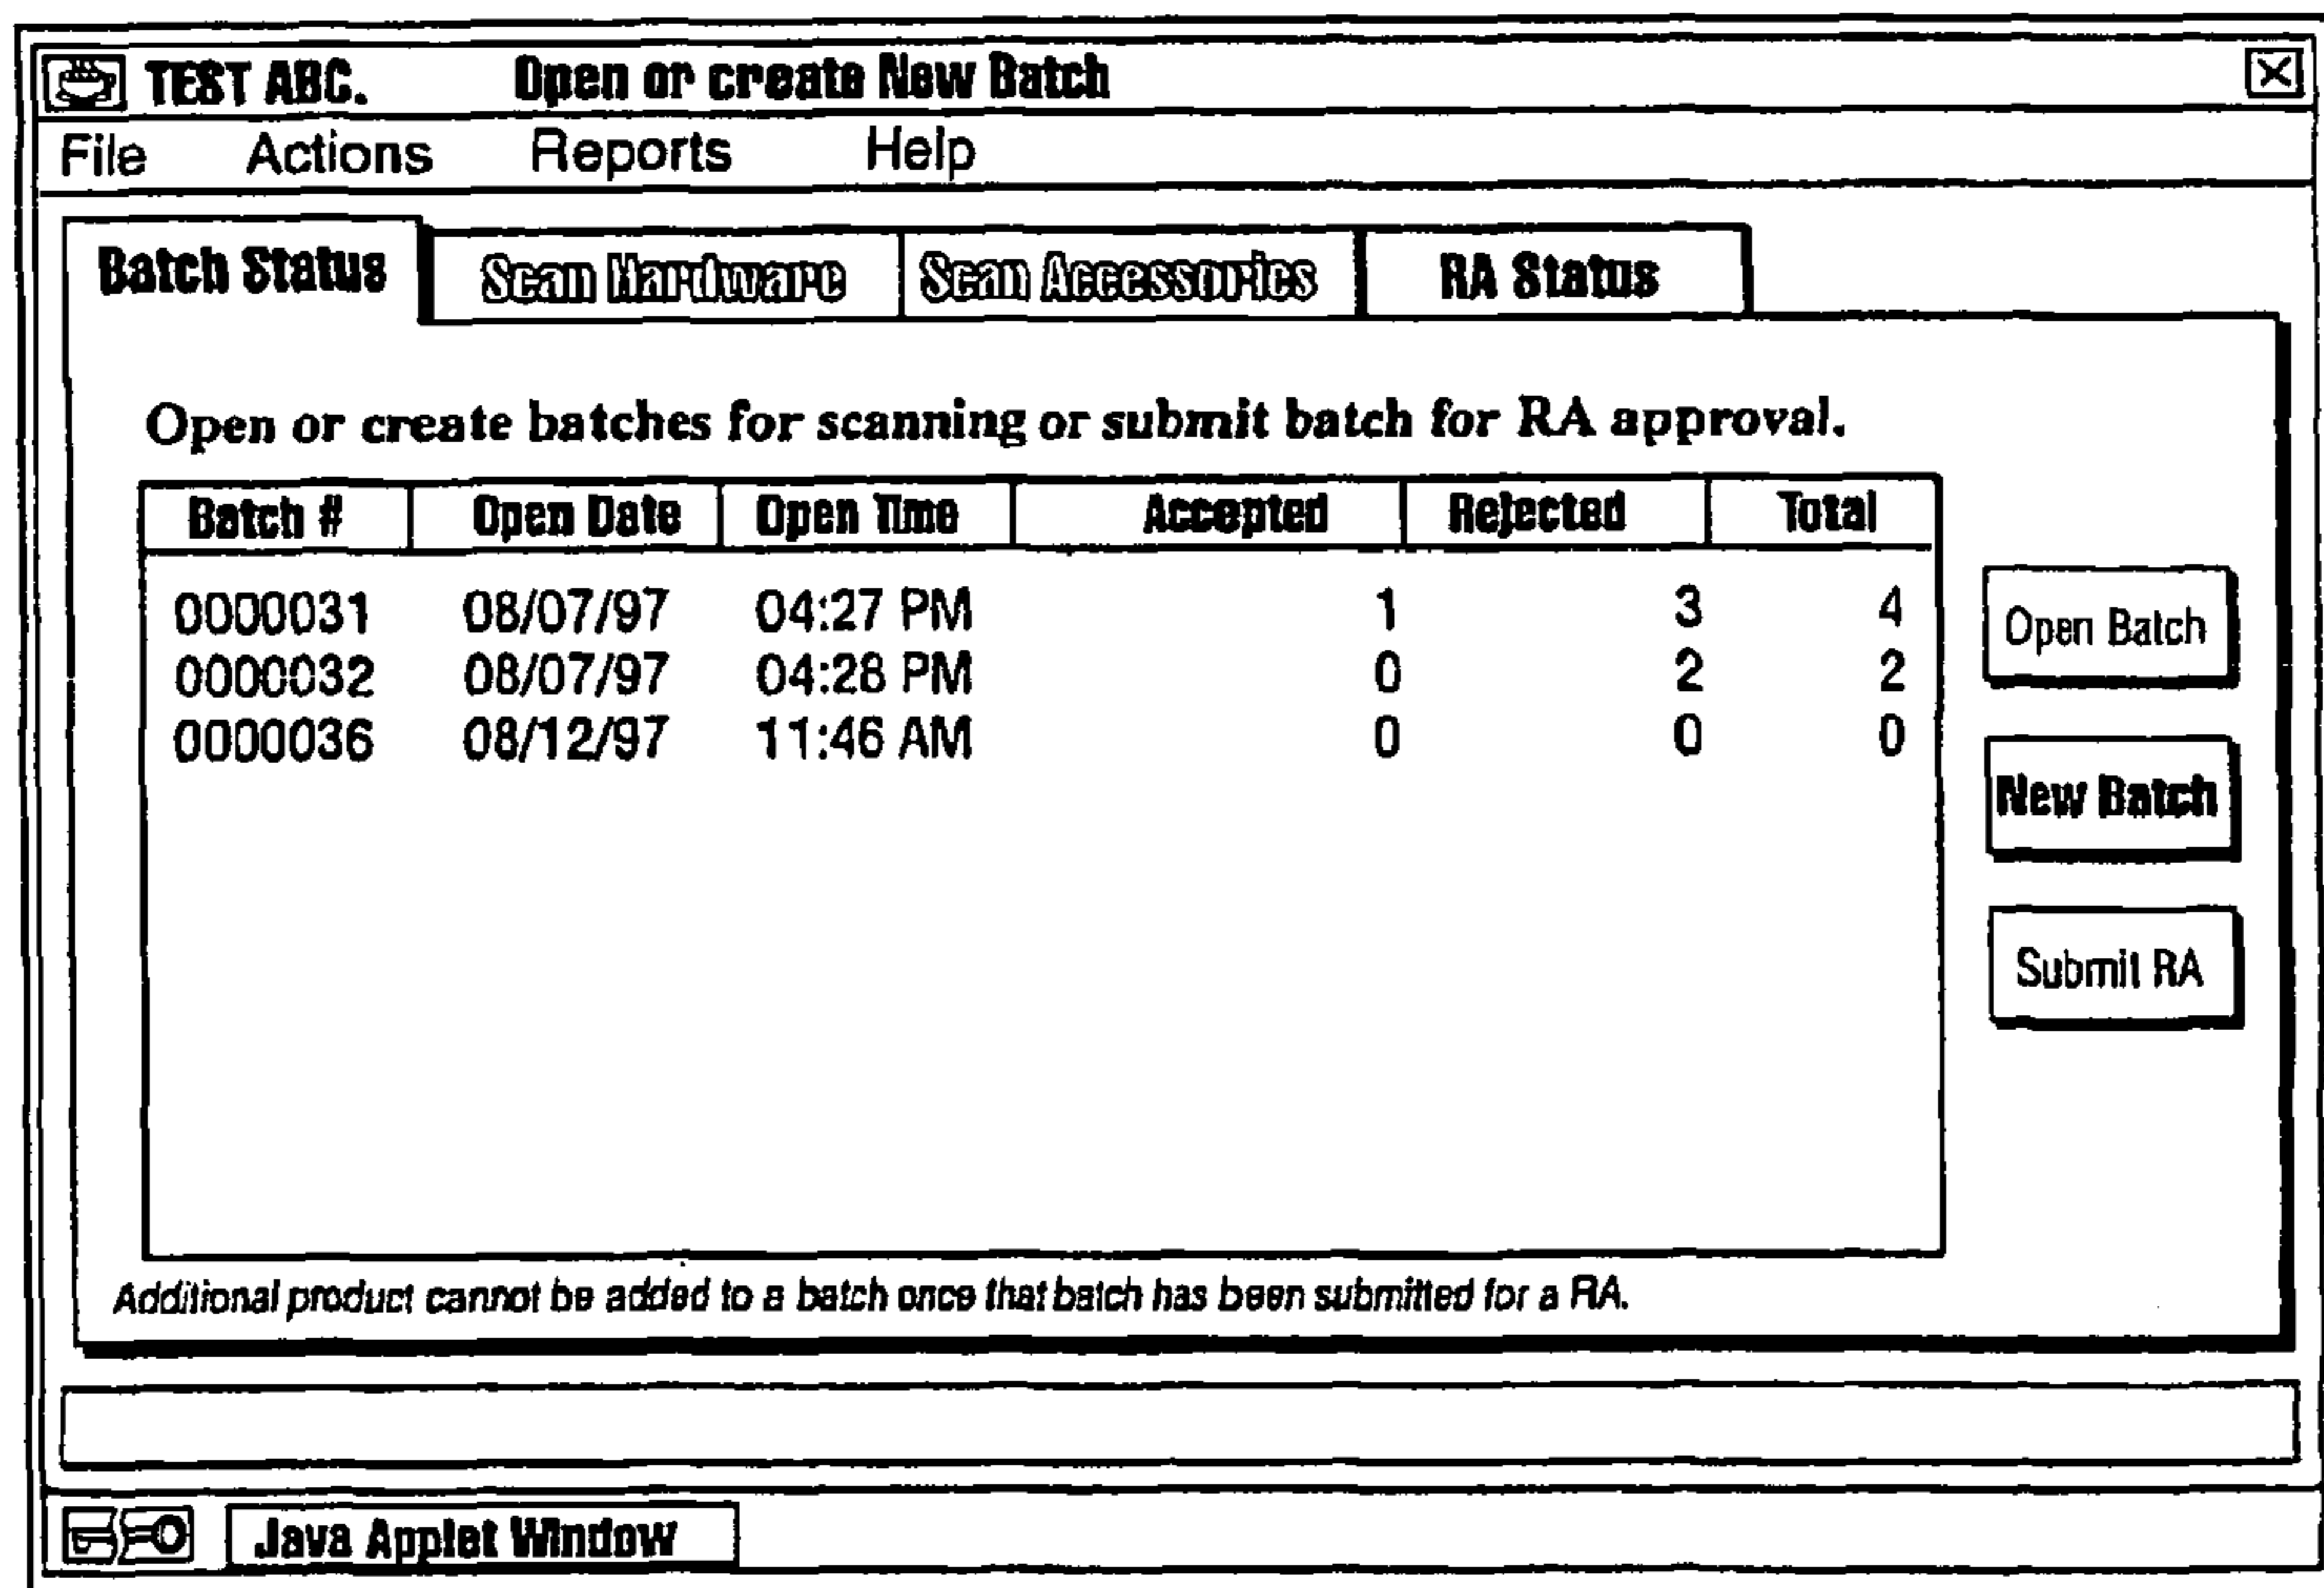 TEST ABC. Open or create New Batch
File Actions Reports Help
Batch Status Scan Hardware Scan Accessories RA Status
Open or create batches for scanning or submit batch for RA approval.
Batch # Open Date Open Time Accepted Rejected Total
0000031 08/07/97 04:27 PM 1 3 4
0000032 08/07/97 04:28 PM 0 2 2
0000036 08/12/97 11:46 AM 0 0 0
Open Batch
New Batch
Submit RA
Additional product cannot be added to a batch once that batch has been submitted for a RA.
Java Applet Window